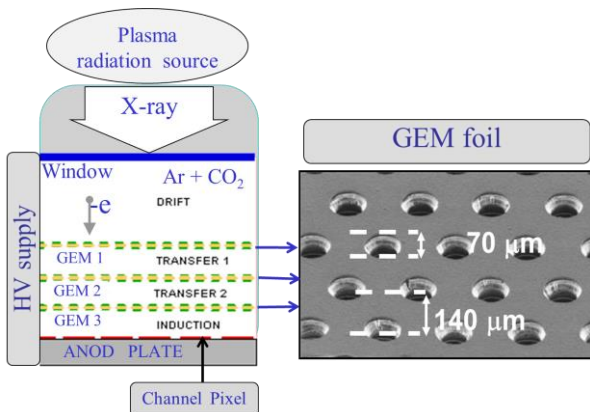 Plasma
radiation source
X-ray
GEM foil
Window
Ar + CO2
-e
DRIFT
HV supply
GEM 1
TRANSFER 1
GEM 2
TRANSFER 2
GEM 3
INDUCTION
ANOD PLATE
Channel Pixel
70 μm
140 μm